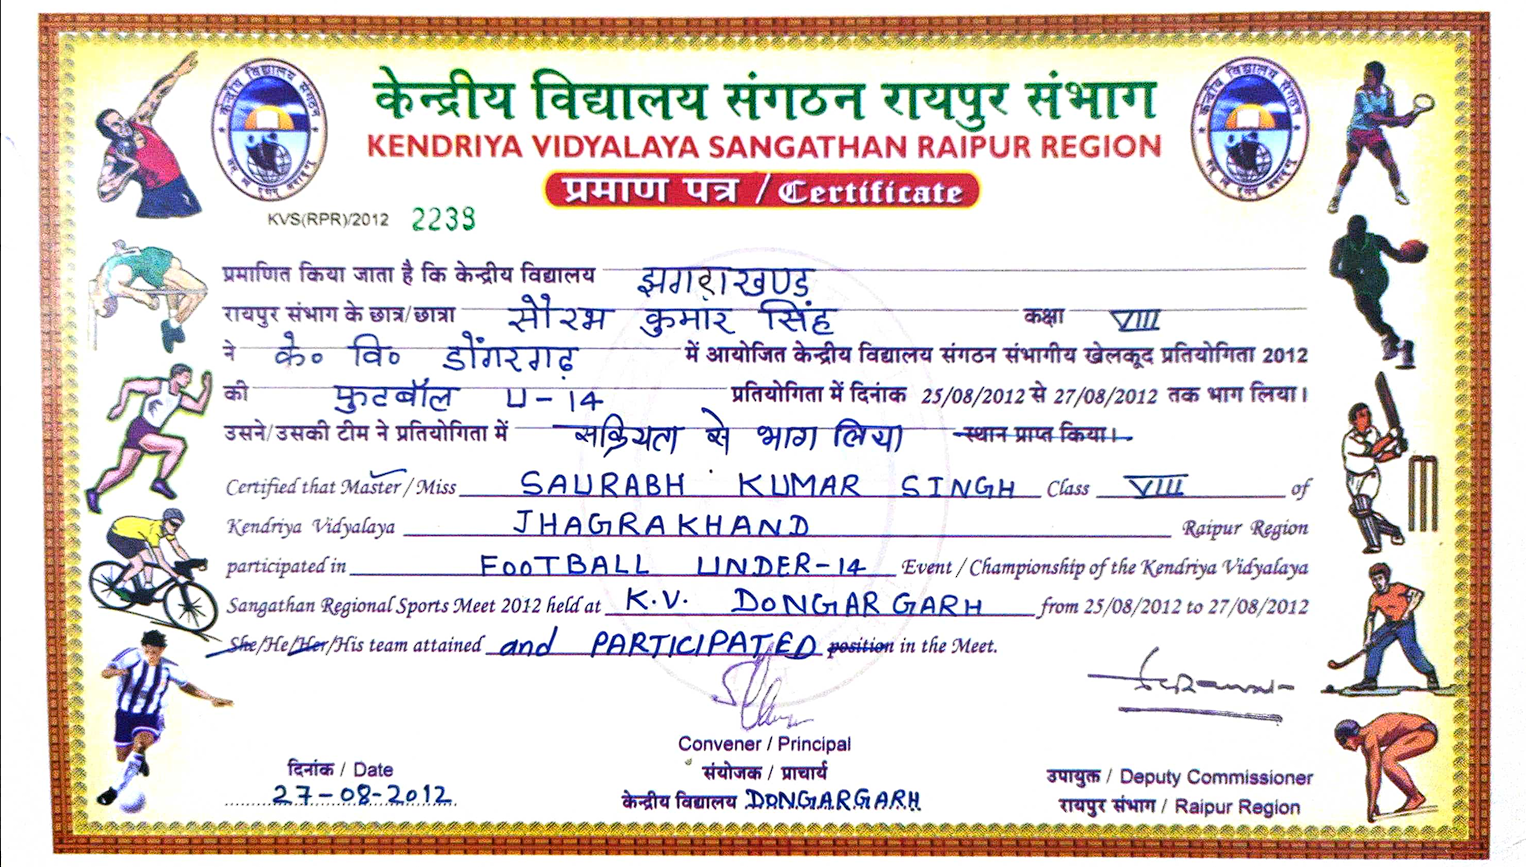 केन्द्रीय विद्यालय संगठन रायपुर संभाग
KENDRIYA VIDYALAYA SANGATHAN RAIPUR REGION
प्रमाण पत्र / Certificate
KVS(RPR)/2012 2239
प्रमाणित किया जाता है कि केन्द्रीय विद्यालय झगराखण्ड
रायपुर संभाग के छात्र/छात्रा सौरभ कुमार सिंह कक्षा VIII
ने के० वि० डोंगरगढ़ में आयोजित केन्द्रीय विद्यालय संगठन संभागीय खेलकूद प्रतियोगिता 2012
की फुटबॉल U-14 प्रतियोगिता में दिनांक 25/08/2012 से 27/08/2012 तक भाग लिया।
उसने/उसकी टीम ने प्रतियोगिता में सक्रियता से भाग लिया स्थान प्राप्त किया।
Certified that Master/Miss SAURABH KUMAR SINGH Class VIII of
Kendriya Vidyalaya JHAGRAKHAND Raipur Region
participated in FOOTBALL UNDER-14 Event/Championship of the Kendriya Vidyalaya
Sangathan Regional Sports Meet 2012 held at K.V. DONGARGARH from 25/08/2012 to 27/08/2012
She/He/Her/His team attained and PARTICIPATED position in the Meet.
Convener / Principal
दिनांक / Date
संयोजक / प्राचार्य
उपायुक्त / Deputy Commissioner
27-08-2012
केन्द्रीय विद्यालय DONGARGARH
रायपुर संभाग / Raipur Region